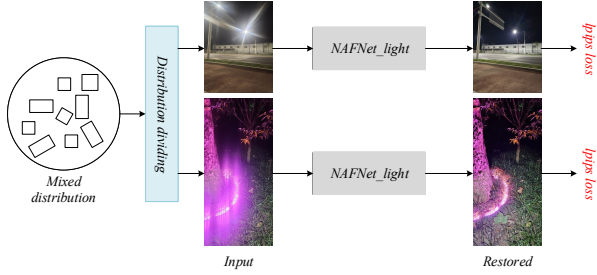 NAFNet_light
lpips loss
Distribution dividing
NAFNet_light
lpips loss
Mixed
distribution
Input
Restored